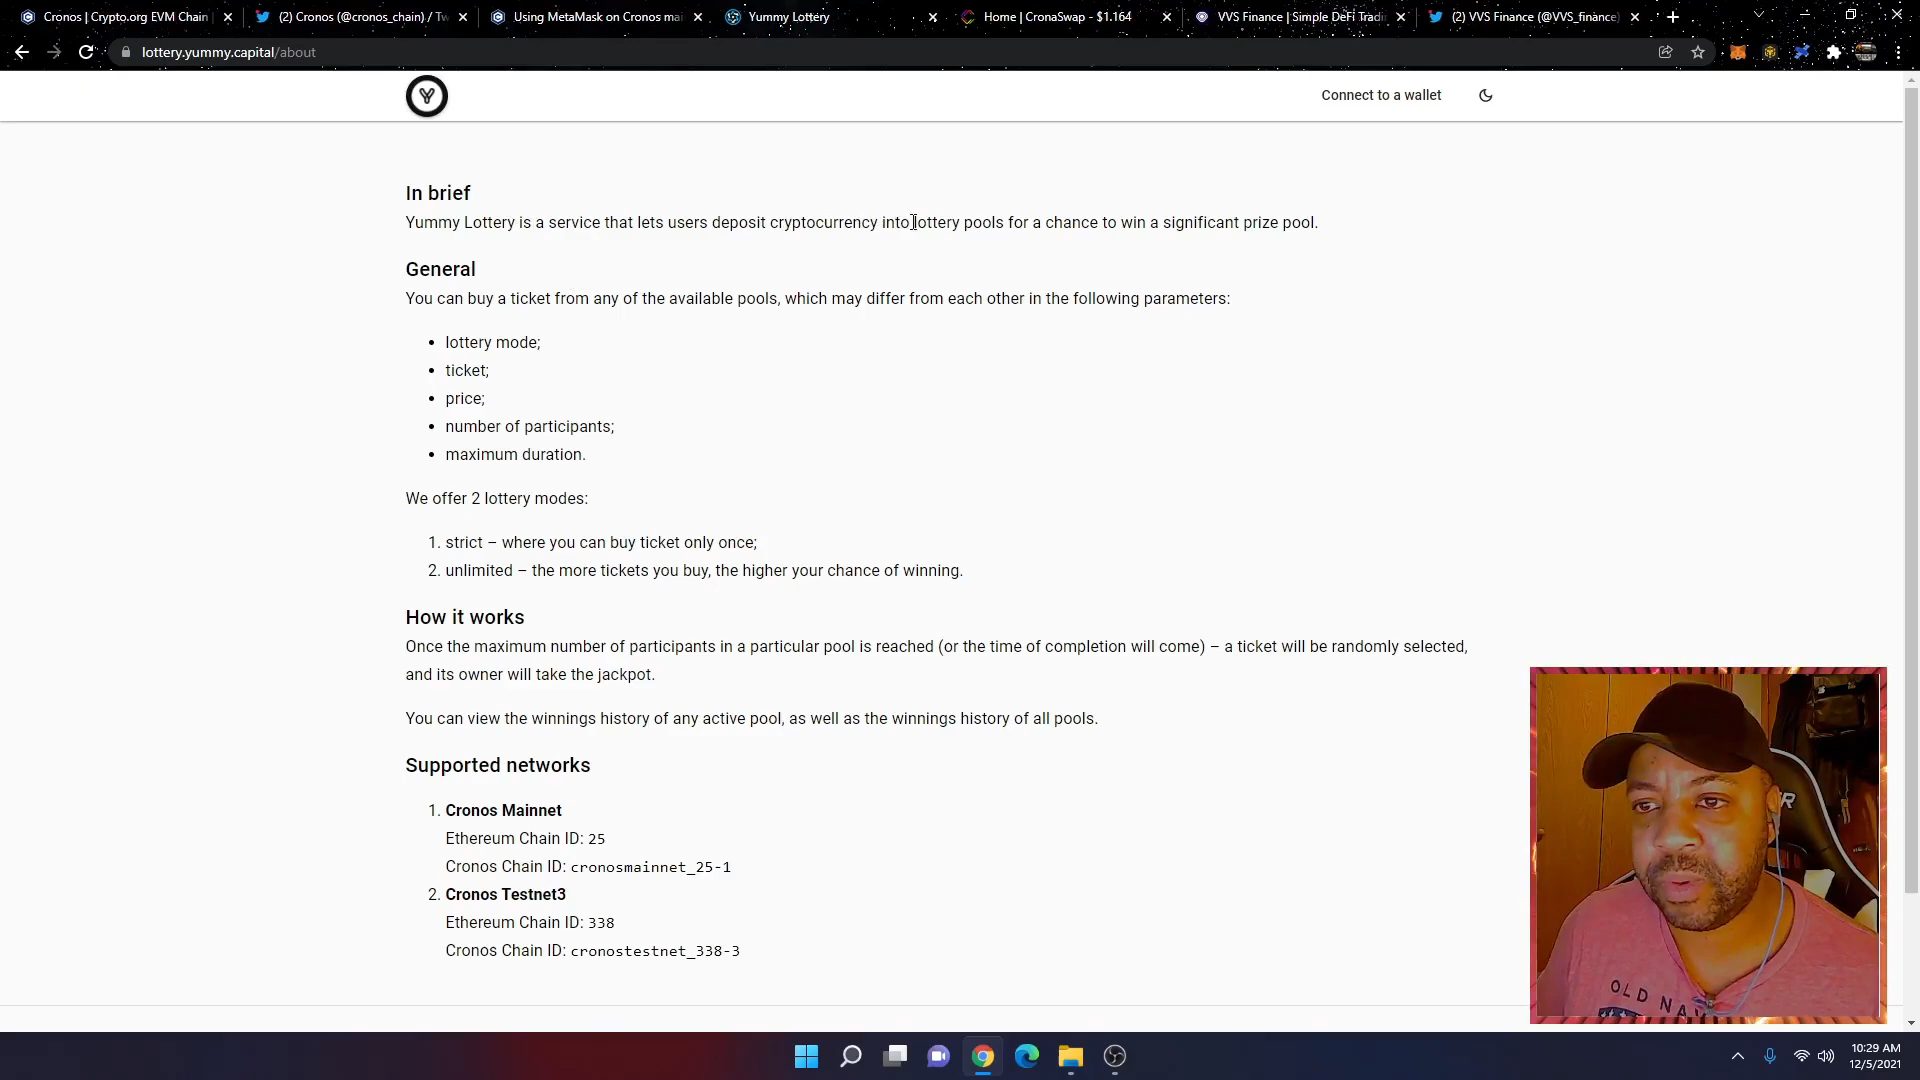 Cronos | Crypto.org EVM Chain
(2) Cronos (@cronos_chain) / Tw
Using MetaMask on Cronos mai
Yummy Lottery
Home | CronaSwap - $1.164
VVS Finance | Simple DeFi Tradi
(2) VVS Finance (@VVS_finance)
lottery.yummy.capital/about
Connect to a wallet
In brief
Yummy Lottery is a service that lets users deposit cryptocurrency into lottery pools for a chance to win a significant prize pool.
General
You can buy a ticket from any of the available pools, which may differ from each other in the following parameters:
• lottery mode;
• ticket;
• price;
• number of participants;
• maximum duration.
We offer 2 lottery modes:
1. strict – where you can buy ticket only once;
2. unlimited – the more tickets you buy, the higher your chance of winning.
How it works
Once the maximum number of participants in a particular pool is reached (or the time of completion will come) – a ticket will be randomly selected,
and its owner will take the jackpot.
You can view the winnings history of any active pool, as well as the winnings history of all pools.
Supported networks
1. Cronos Mainnet
Ethereum Chain ID: 25
Cronos Chain ID: cronosmainnet_25-1
2. Cronos Testnet3
Ethereum Chain ID: 338
Cronos Chain ID: cronostestnet_338-3
OLD NA
10:29 AM
12/5/2021